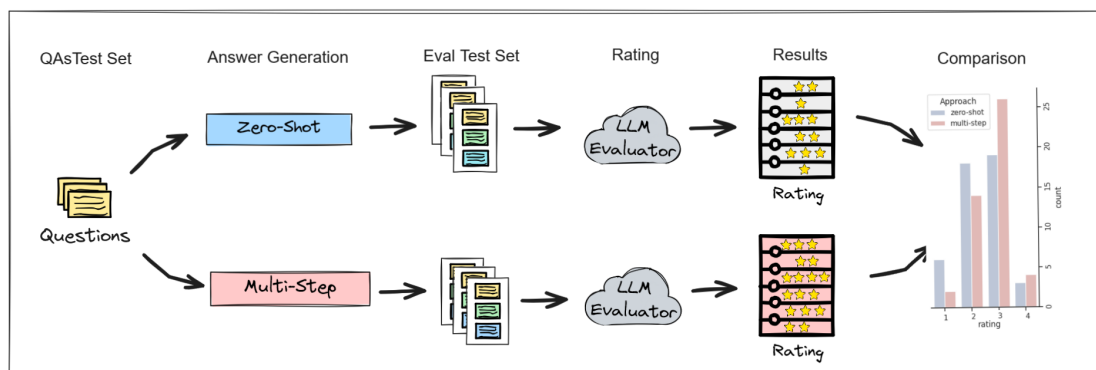 QAsTest Set
Answer Generation
Eval Test Set
Rating
Results
Comparison
Questions
Zero-Shot
LLM
Evaluator
Rating
Multi-Step
LLM
Evaluator
Rating
Approach
zero-shot
multi-step
25
20
15
10
5
0
count
1 2 3 4
rating